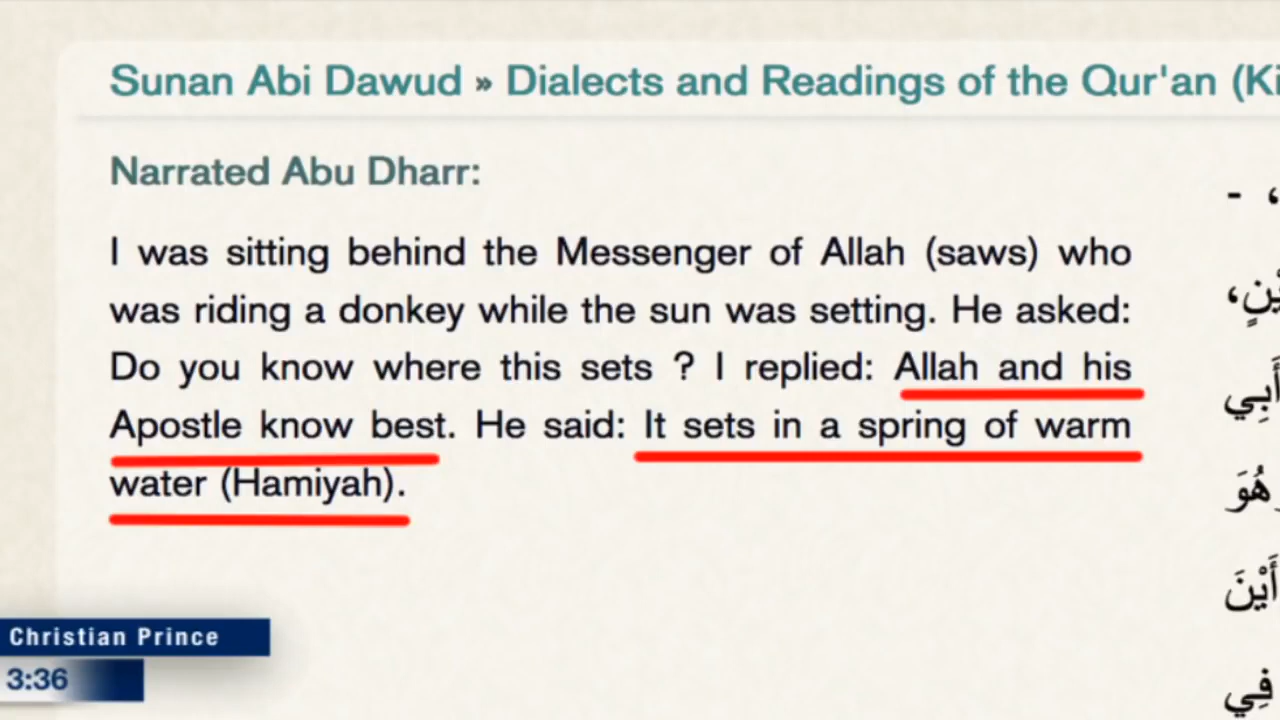 Sunan Abi Dawud » Dialects and Readings of the Qur'an (Ki
Narrated Abu Dharr:
I was sitting behind the Messenger of Allah (saws) who
was riding a donkey while the sun was setting. He asked:
Do you know where this sets ? I replied: Allah and his
Apostle know best. He said: It sets in a spring of warm
water (Hamiyah).
، -
أَبِي
أَيْنَ
فِي
Christian Prince
3:36